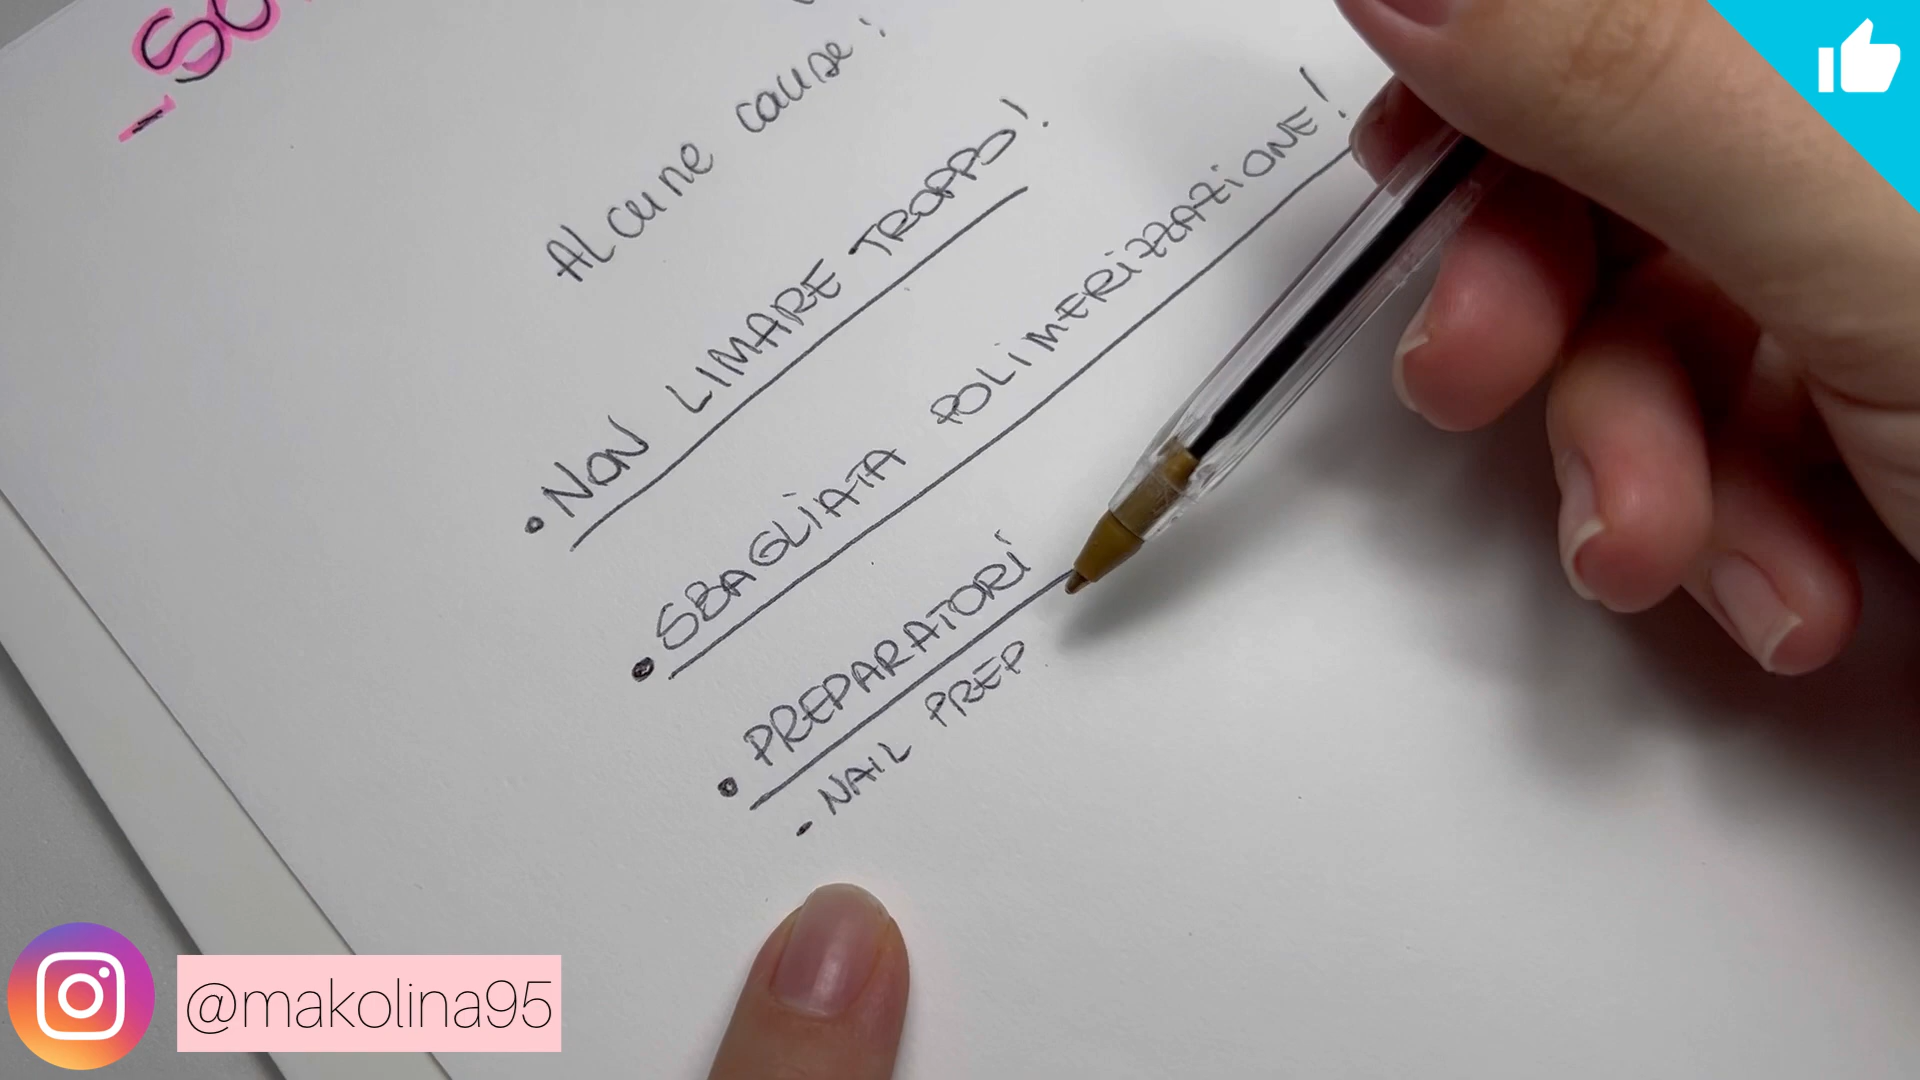 Alcune cause:
• NON LIMARE TROPPO!
• SBAGLIATA POLIMERIZZAZIONE!
• PREPARATORI
- NAIL PREP
@makolina95